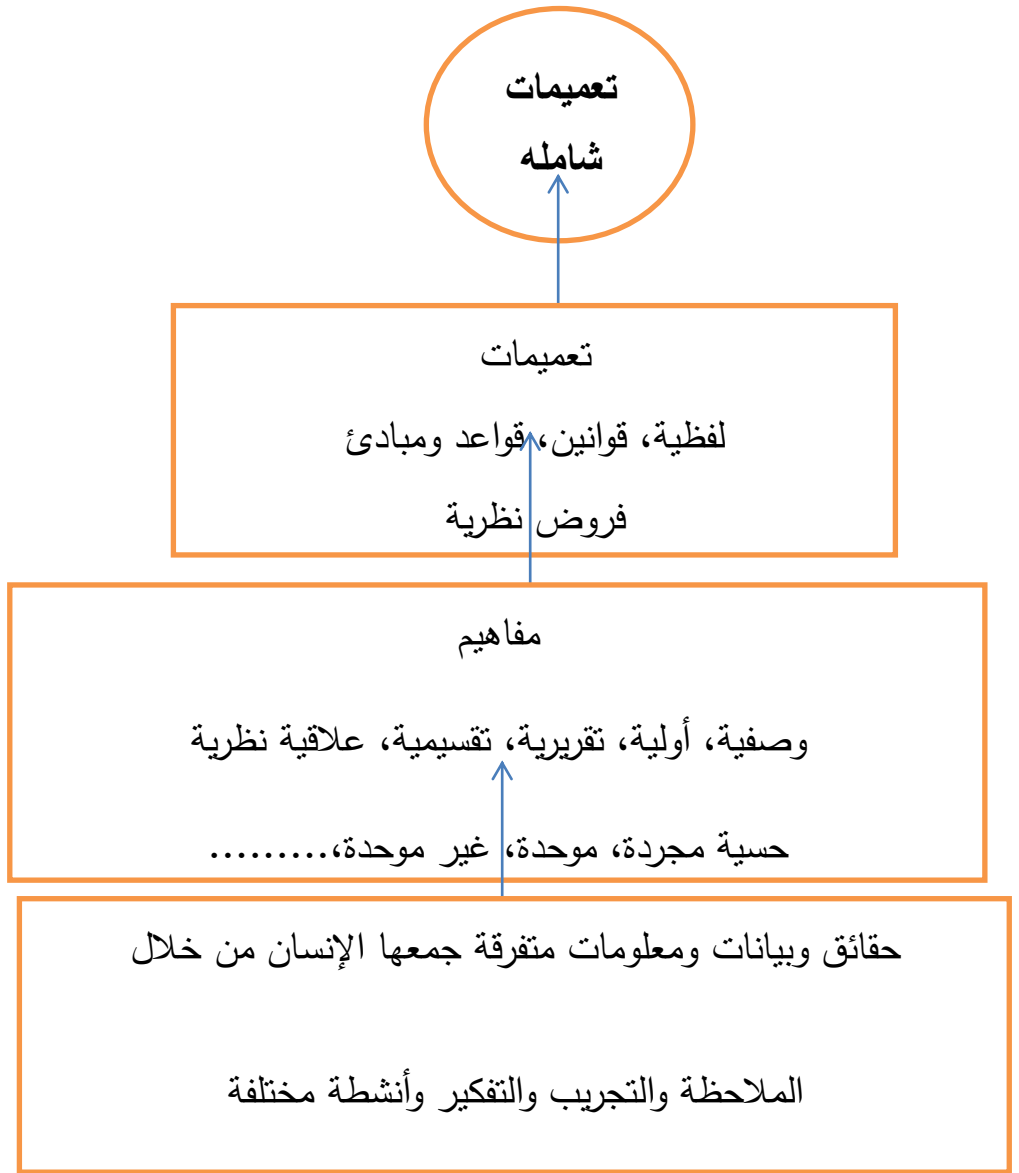 تعميمات
شامله
تعميمات
لفظية، قوانين، قواعد ومبادئ
فروض نظرية
مفاهيم
وصفية، أولية، تقريرية، تقسيمية، علاقية نظرية
حسية مجردة، موحدة، غير موحدة،.........
حقائق وبيانات ومعلومات متفرقة جمعها الإنسان من خلال
الملاحظة والتجريب والتفكير وأنشطة مختلفة